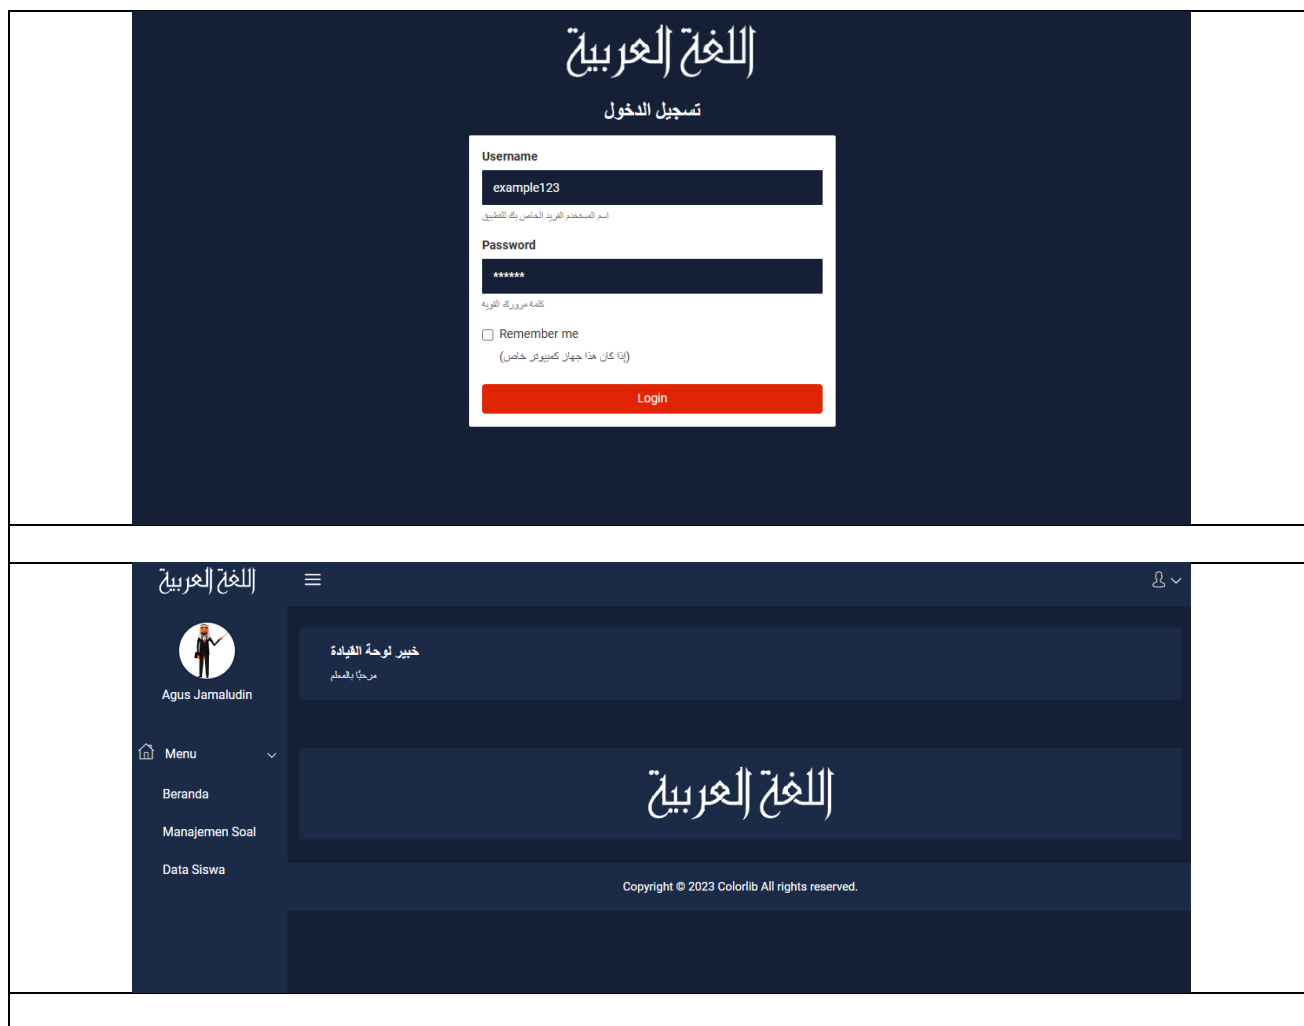 اللغة العربية
تسجيل الدخول
Username
example123
اسم المستخدم الفريد الخاص بك للتطبيق
Password
******
كلمة مرورك القوية
Remember me
(إذا كان هذا جهاز كمبيوتر خاص)
Login
اللغة العربية
Agus Jamaludin
خبير لوحة القيادة
مرحبًا بالمعلم
Menu
Beranda
Manajemen Soal
Data Siswa
اللغة العربية
Copyright © 2023 Colorlib All rights reserved.